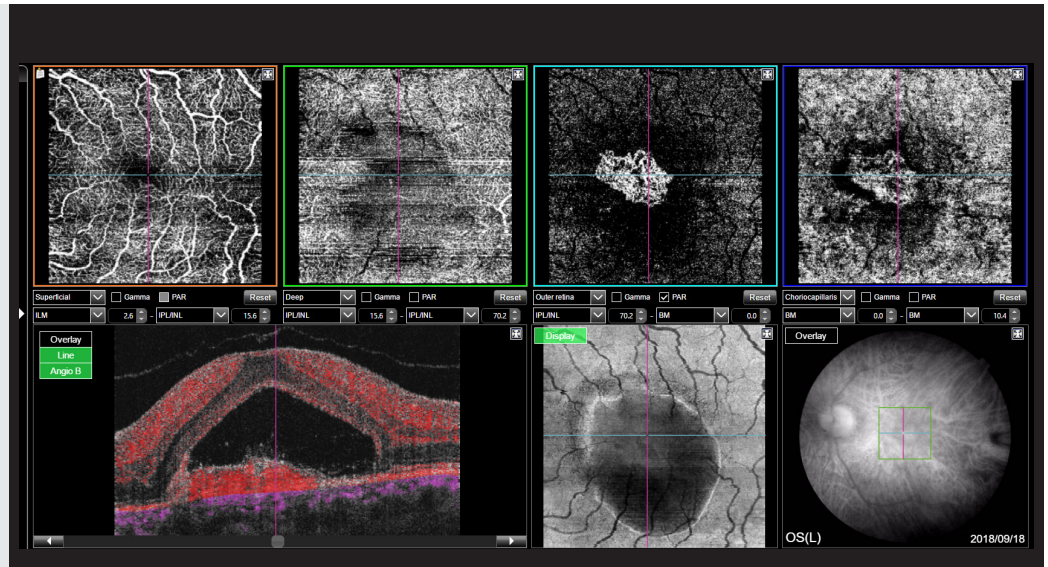 Superficial Gamma PAR Reset
ILM 2.6 - IPL/INL 15.6
Deep Gamma PAR Reset
IPL/INL 15.6 - IPL/INL 70.2
Outer retina Gamma PAR Reset
IPL/INL 70.2 - BM 0.0
Choriocapillaris Gamma PAR Reset
BM 0.0 - BM 10.4
Overlay
Line
Angio B
Display
Overlay
OS(L) 2018/09/18